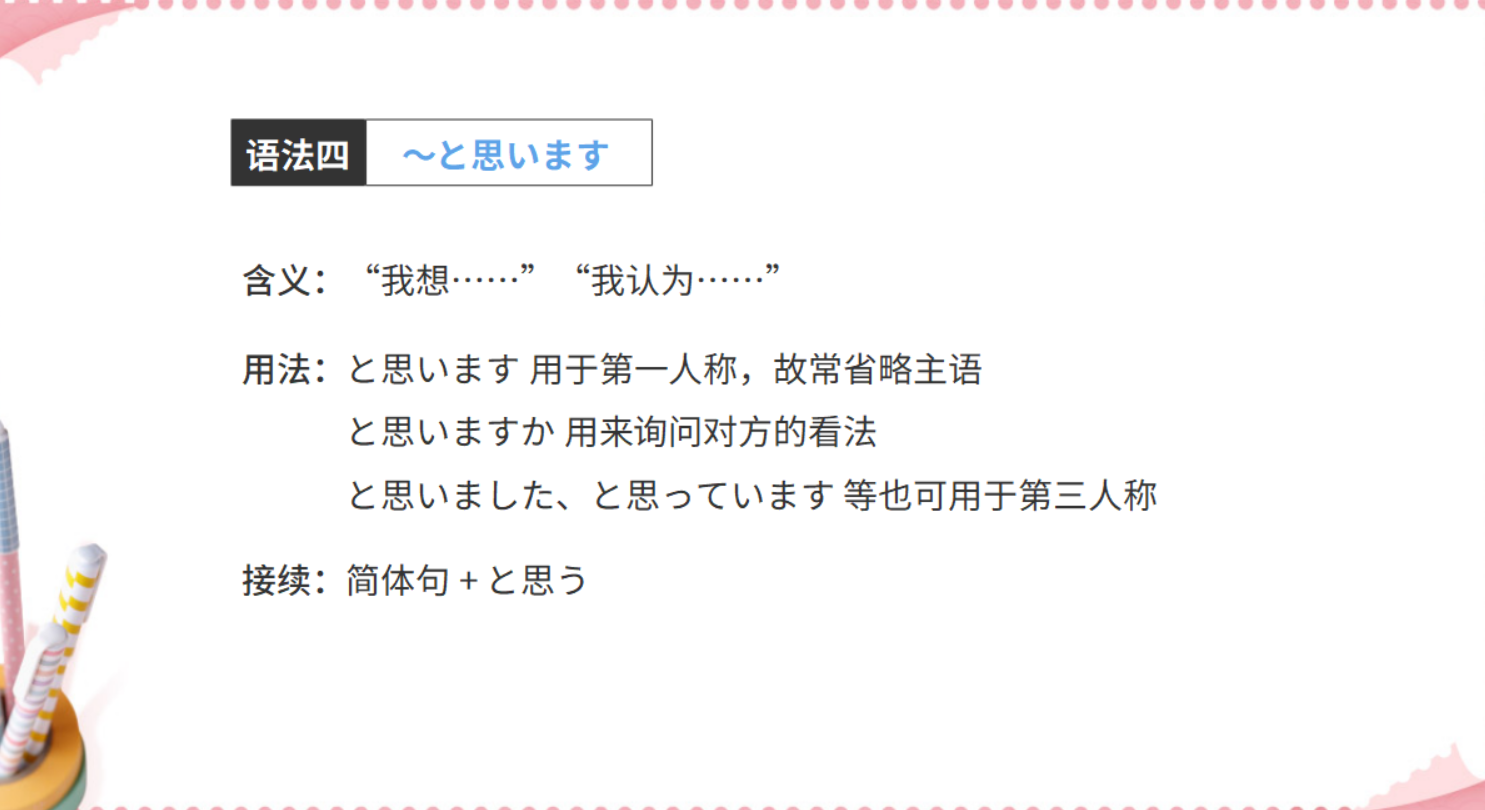 语法四 ～と思います
含义：“我想……” “我认为……”
用法：と思います 用于第一人称，故常省略主语
と思いますか 用来询问对方的看法
と思いました、と思っています 等也可用于第三人称
接续：简体句 + と思う